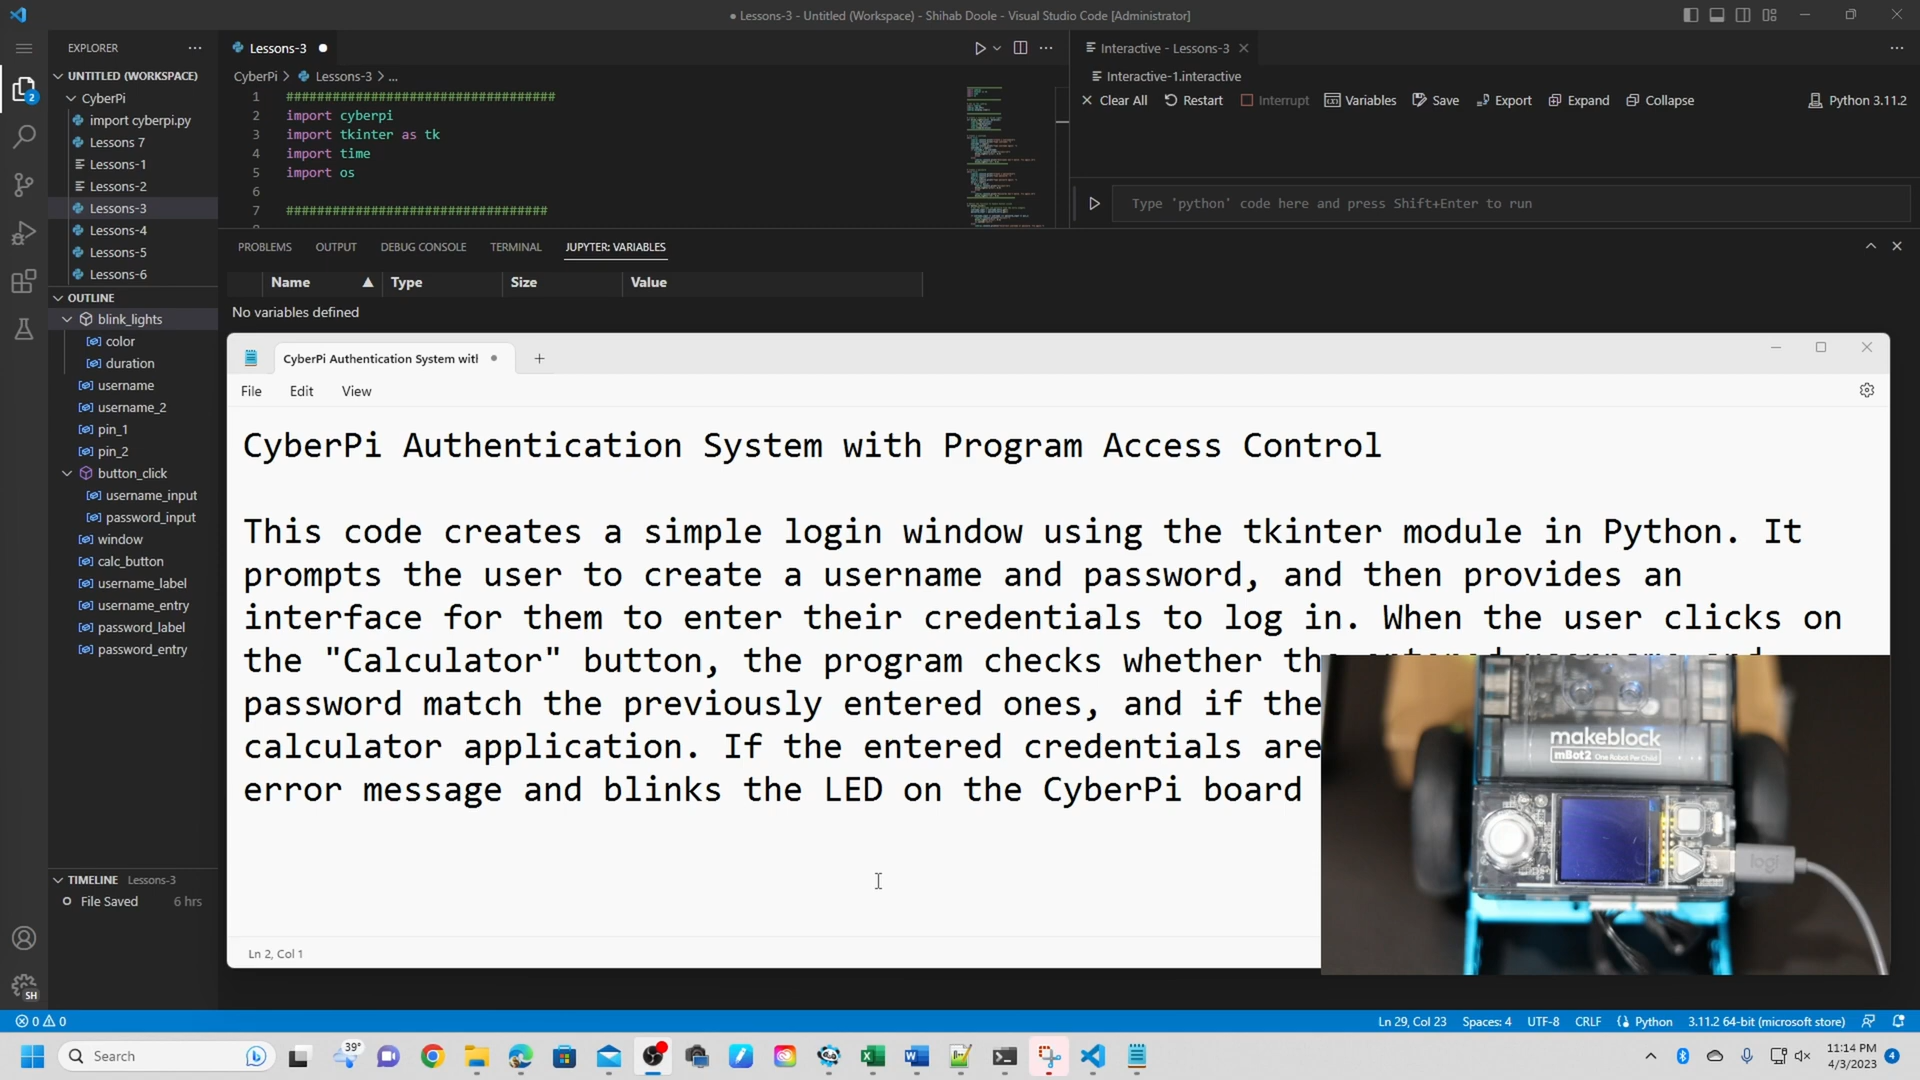 ● Lessons-3 - Untitled (Workspace) - Shihab Doole - Visual Studio Code [Administrator]
EXPLORER
UNTITLED (WORKSPACE)
CyberPi
import cyberpi.py
Lessons 7
Lessons-1
Lessons-2
Lessons-3
Lessons-4
Lessons-5
Lessons-6
OUTLINE
blink_lights
color
duration
username
username_2
pin_1
pin_2
button_click
username_input
password_input
window
calc_button
username_label
username_entry
password_label
password_entry
TIMELINE Lessons-3
File Saved 6 hrs
2
SH
Lessons-3 ●
CyberPi > Lessons-3 > ...
1 ###################################
2 import cyberpi
3 import tkinter as tk
4 import time
5 import os
6
7 ##################################
Interactive - Lessons-3
Interactive-1.interactive
Clear All Restart Interrupt Variables Save Export Expand Collapse Python 3.11.2
Type 'python' code here and press Shift+Enter to run
PROBLEMS OUTPUT DEBUG CONSOLE TERMINAL JUPYTER: VARIABLES
Name Type Size Value
No variables defined
CyberPi Authentication System with
File Edit View
CyberPi Authentication System with Program Access Control
This code creates a simple login window using the tkinter module in Python. It
prompts the user to create a username and password, and then provides an
interface for them to enter their credentials to log in. When the user clicks on
the "Calculator" button, the program checks whether the
password match the previously entered ones, and if the
calculator application. If the entered credentials are
error message and blinks the LED on the CyberPi board
Ln 2, Col 1
makeblock
mBot2 One Robot Per Child
logi
0 0
Ln 29, Col 23 Spaces: 4 UTF-8 CRLF Python 3.11.2 64-bit (microsoft store)
Search
39°
11:14 PM
4/3/2023
4